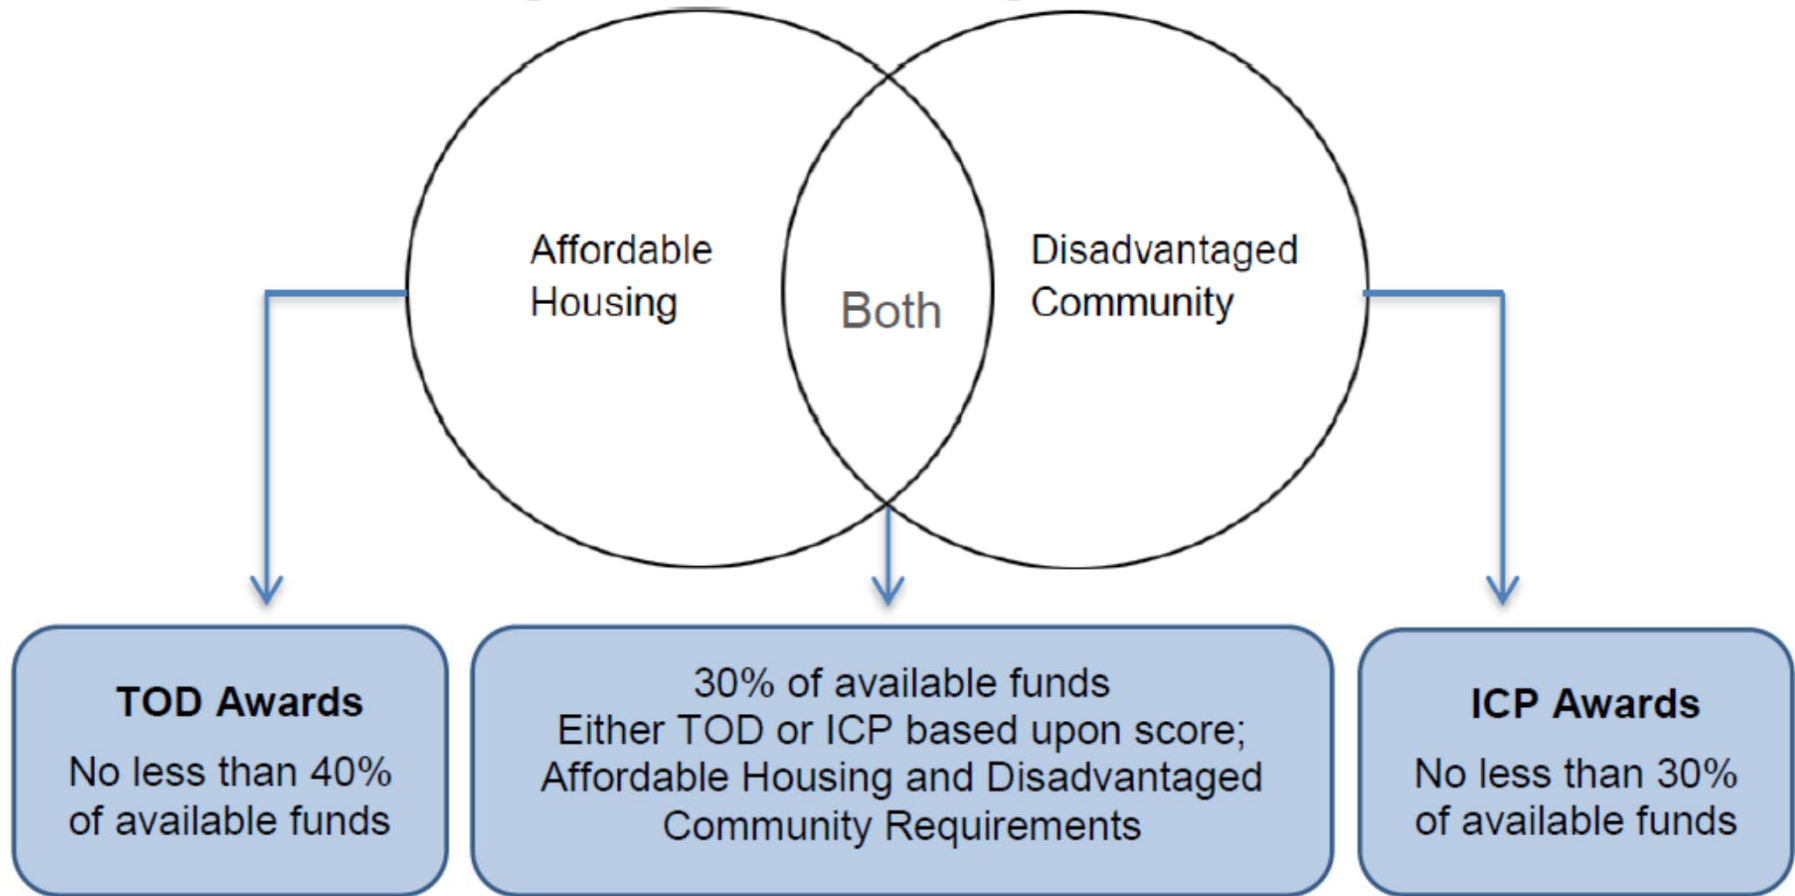 Affordable
Housing
Both
Disadvantaged
Community
TOD Awards
No less than 40%
of available funds
30% of available funds
Either TOD or ICP based upon score;
Affordable Housing and Disadvantaged
Community Requirements
ICP Awards
No less than 30%
of available funds